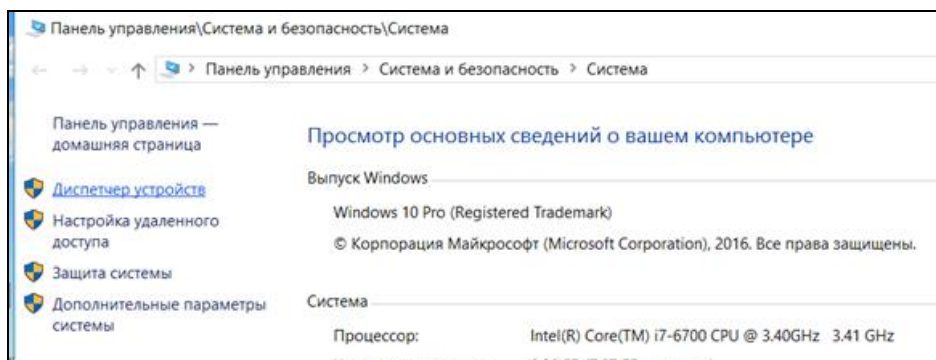 Панель управления\Система и безопасность\Система
Панель управления > Система и безопасность > Система
Панель управления —
домашняя страница
Диспетчер устройств
Настройка удаленного
доступа
Защита системы
Дополнительные параметры
системы
Просмотр основных сведений о вашем компьютере
Выпуск Windows
Windows 10 Pro (Registered Trademark)
© Корпорация Майкрософт (Microsoft Corporation), 2016. Все права защищены.
Система
Процессор: Intel(R) Core(TM) i7-6700 CPU @ 3.40GHz 3.41 GHz